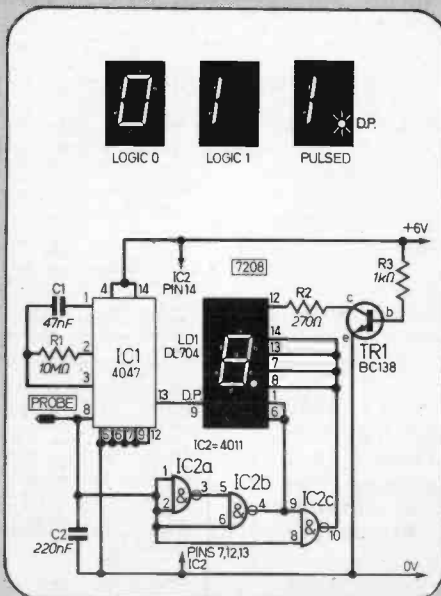 D.P.
LOGIC 0 LOGIC 1 PULSED
+6V
IC2
PIN14
7208
R3
1kΩ
C1
47nF
1
4
14
12
R2
270Ω
c
b
e
TR1
BC138
R1
10MΩ
2
IC1
4047
LD1
DL704
14
13
7
8
3
PROBE
8
13
D.P.
9
1
6
5 6 7 9 12
IC2=4011
IC2a
IC2b
IC2c
1
2
&
3
5
6
&
4
9
8
&
10
C2
220nF
PINS 7,12,13
IC2
0V